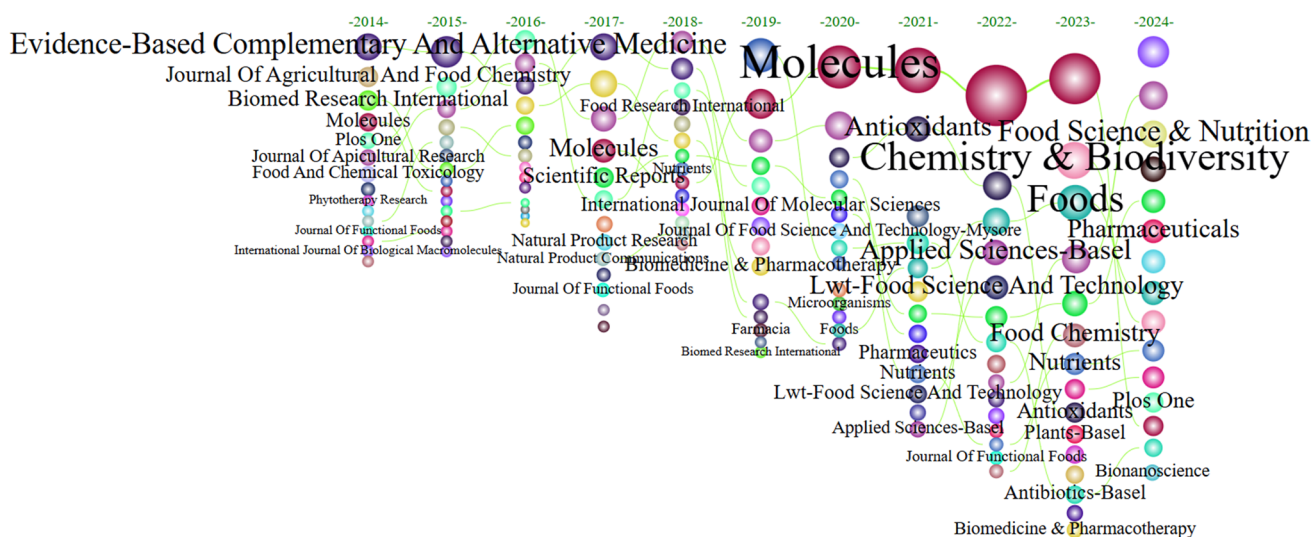 -2014-
-2015-
-2016-
-2017-
-2018-
-2019-
-2020-
-2021-
-2022-
-2023-
-2024-
Evidence-Based Complementary And Alternative Medicine
Molecules
Journal Of Agricultural And Food Chemistry
Biomed Research International
Food Research International
Molecules
Antioxidants
Food Science & Nutrition
Plos One
Molecules
Journal Of Apicultural Research
Chemistry & Biodiversity
Food And Chemical Toxicology
Nutrients
Scientific Reports
Phytotherapy Research
International Journal Of Molecular Sciences
Foods
Journal Of Functional Foods
Journal Of Food Science And Technology-Mysore
Pharmaceuticals
Natural Product Research
International Journal Of Biological Macromolecules
Applied Sciences-Basel
Natural Product Communications
Biomedicine & Pharmacotherapy
Journal Of Functional Foods
Lwt-Food Science And Technology
Microorganisms
Farmacia
Foods
Food Chemistry
Biomed Research International
Pharmaceutics
Nutrients
Nutrients
Lwt-Food Science And Technology
Plos One
Antioxidants
Applied Sciences-Basel
Plants-Basel
Journal Of Functional Foods
Bionanoscience
Antibiotics-Basel
Biomedicine & Pharmacotherapy